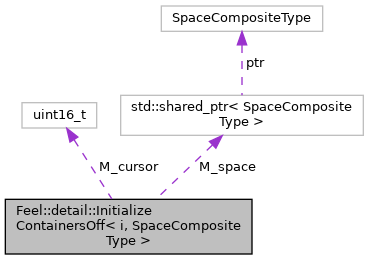 SpaceCompositeType
ptr
uint16_t
std::shared_ptr< SpaceComposite
Type >
M_cursor
M_space
Feel::detail::Initialize
ContainersOff< i, SpaceComposite
Type >